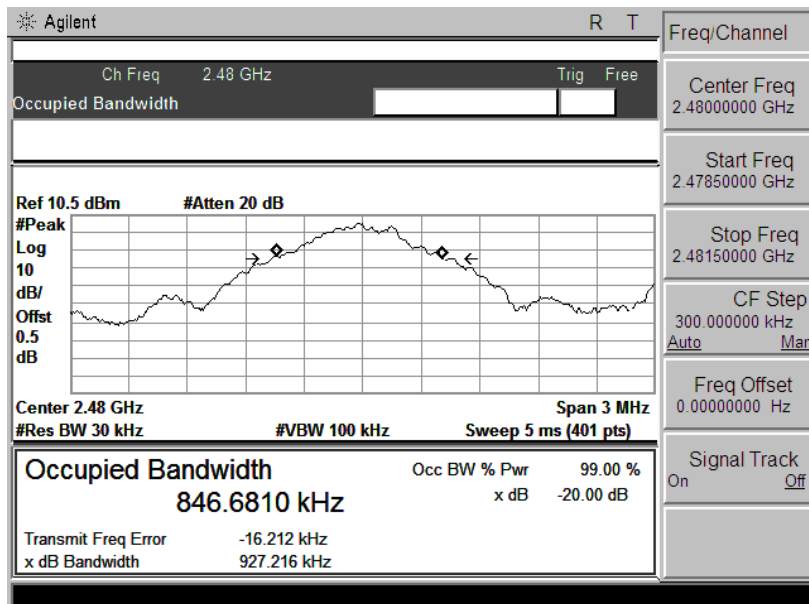 Agilent R T
Ch Freq 2.48 GHz Trig Free
Occupied Bandwidth
Ref 10.5 dBm #Atten 20 dB
#Peak
Log
10
dB/
Offst
0.5
dB
Center 2.48 GHz Span 3 MHz
#Res BW 30 kHz #VBW 100 kHz Sweep 5 ms (401 pts)
Occupied Bandwidth Occ BW % Pwr 99.00 %
846.6810 kHz x dB -20.00 dB
Transmit Freq Error -16.212 kHz
x dB Bandwidth 927.216 kHz
Freq/Channel
Center Freq
2.48000000 GHz
Start Freq
2.47850000 GHz
Stop Freq
2.48150000 GHz
CF Step
300.000000 kHz
Auto Man
Freq Offset
0.00000000 Hz
Signal Track
On Off